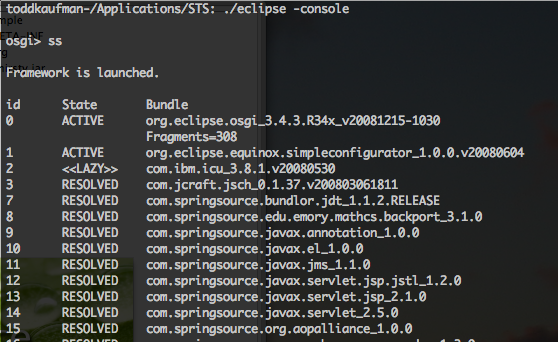 toddkaufman-/Applications/STS: ./eclipse -console
osgi> ss
Framework is launched.
id State Bundle
0 ACTIVE org.eclipse.osgi_3.4.3.R34x_v20081215-1030
Fragments=308
1 ACTIVE org.eclipse.equinox.simpleconfigurator_1.0.0.v20080604
2 <<LAZY>> com.ibm.icu_3.8.1.v20080530
3 RESOLVED com.jcraft.jsch_0.1.37.v200803061811
7 RESOLVED com.springsource.bundlor.jdt_1.1.2.RELEASE
8 RESOLVED com.springsource.edu.emory.mathcs.backport_3.1.0
9 RESOLVED com.springsource.javax.annotation_1.0.0
10 RESOLVED com.springsource.javax.el_1.0.0
11 RESOLVED com.springsource.javax.jms_1.1.0
12 RESOLVED com.springsource.javax.servlet.jsp.jstl_1.2.0
13 RESOLVED com.springsource.javax.servlet.jsp_2.1.0
14 RESOLVED com.springsource.javax.servlet_2.5.0
15 RESOLVED com.springsource.org.aopalliance_1.0.0